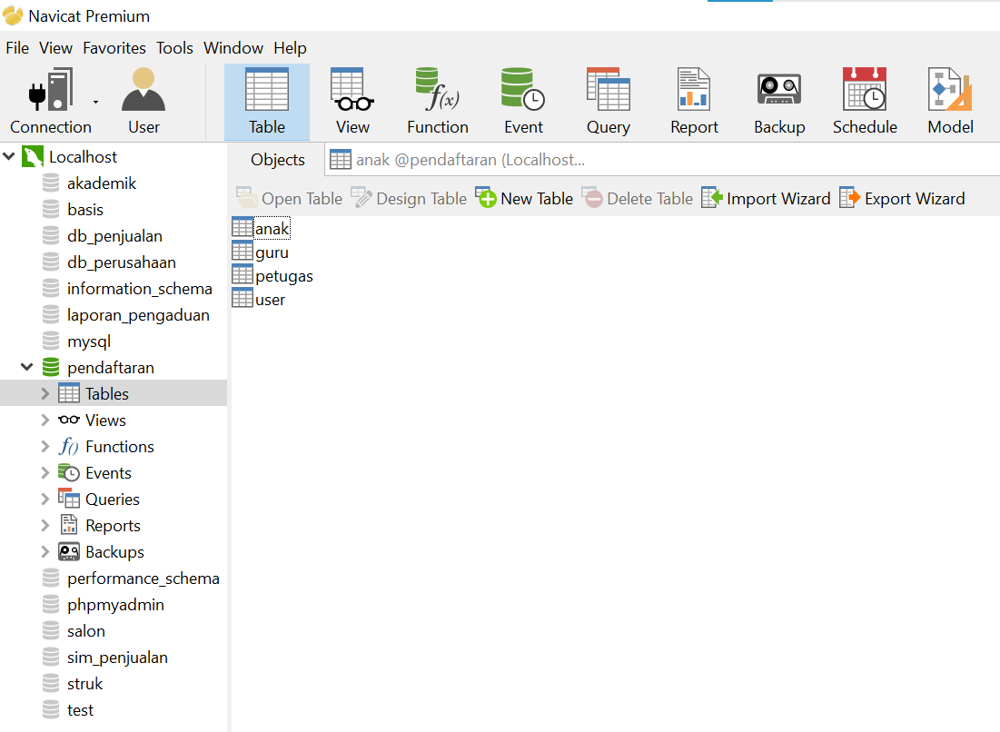 Navicat Premium
File View Favorites Tools Window Help
Connection User Table View Function Event Query Report Backup Schedule Model
Localhost
akademik
basis
db_penjualan
db_perusahaan
information_schema
laporan_pengaduan
mysql
pendaftaran
Tables
Views
Functions
Events
Queries
Reports
Backups
performance_schema
phpmyadmin
salon
sim_penjualan
struk
test
Objects anak @pendaftaran (Localhost...
Open Table Design Table New Table Delete Table Import Wizard Export Wizard
anak
guru
petugas
user